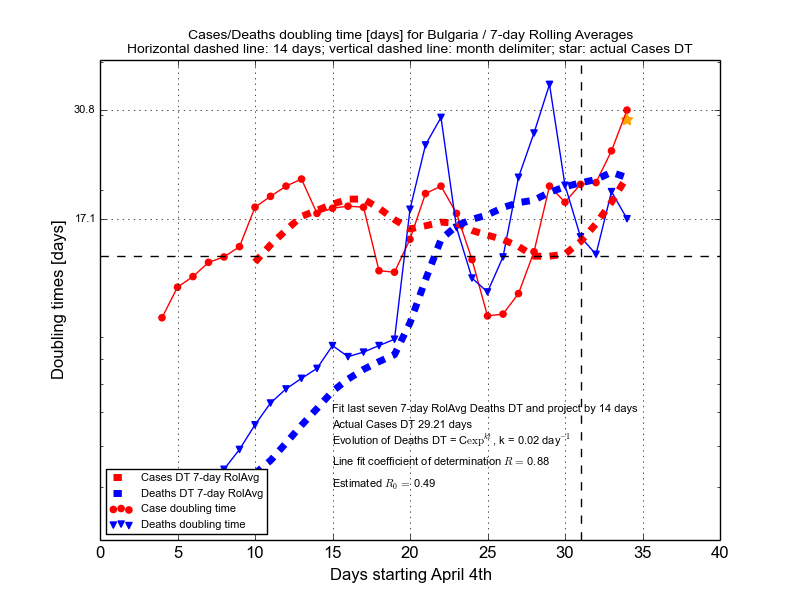 Cases/Deaths doubling time [days] for Bulgaria / 7-day Rolling Averages
Horizontal dashed line: 14 days; vertical dashed line: month delimiter; star: actual Cases DT
30.8
17.1
Doubling times [days]
Fit last seven 7-day RolAvg Deaths DT and project by 14 days
Actual Cases DT 29.21 days
Evolution of Deaths DT = Cexp^{kt}, k = 0.02 day^{-1}
Line fit coefficient of determination R = 0.88
Estimated R_0 = 0.49
Cases DT 7-day RolAvg
Deaths DT 7-day RolAvg
Case doubling time
Deaths doubling time
0 5 10 15 20 25 30 35 40
Days starting April 4th